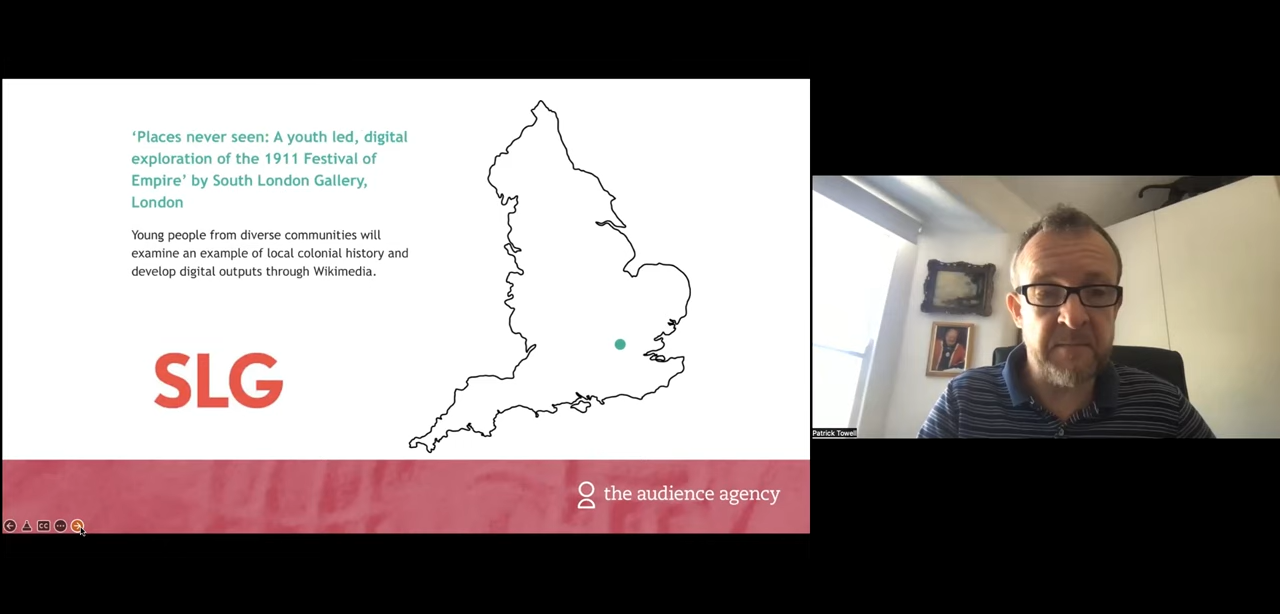 ‘Places never seen: A youth led, digital
exploration of the 1911 Festival of
Empire’ by South London Gallery,
London
Young people from diverse communities will
examine an example of local colonial history and
develop digital outputs through Wikimedia.
SLG
the audience agency
CC
Patrick Towell